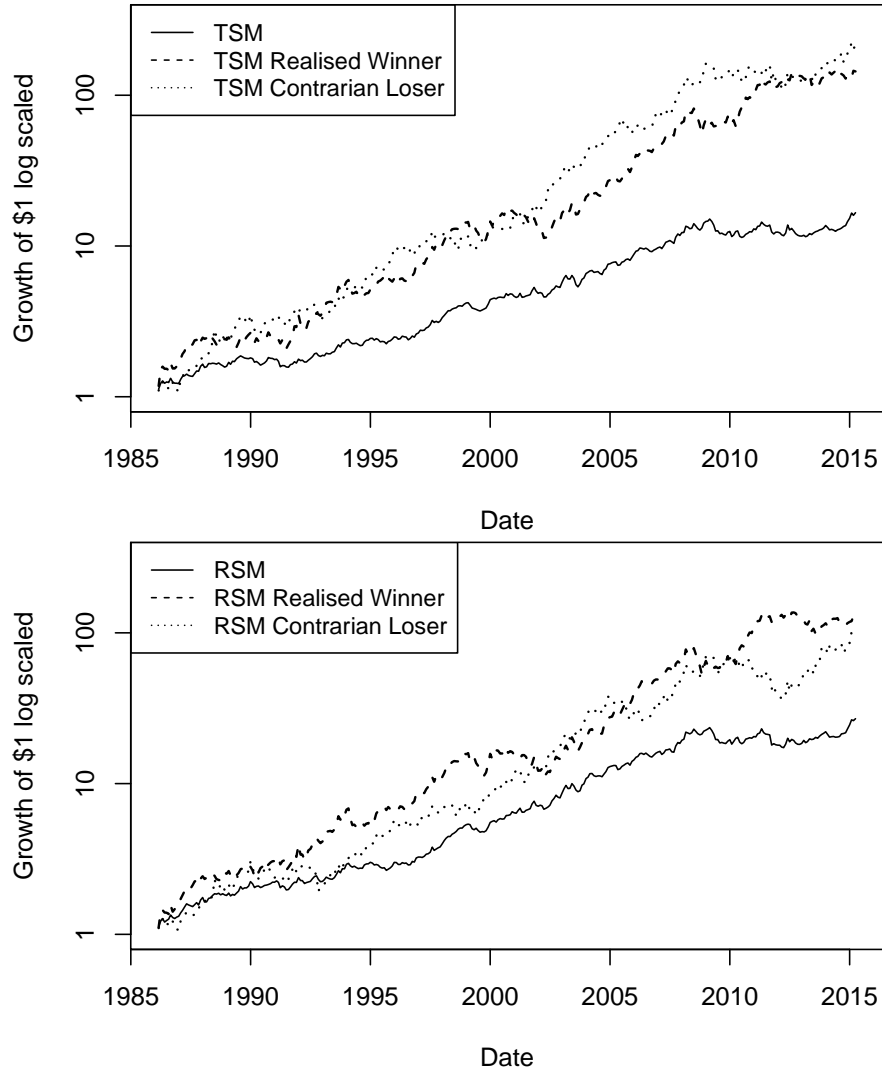 Growth of $1 log scaled
100
10
1
TSM
TSM Realised Winner
TSM Contrarian Loser
1985 1990 1995 2000 2005 2010 2015
Date
Growth of $1 log scaled
100
10
1
RSM
RSM Realised Winner
RSM Contrarian Loser
1985 1990 1995 2000 2005 2010 2015
Date